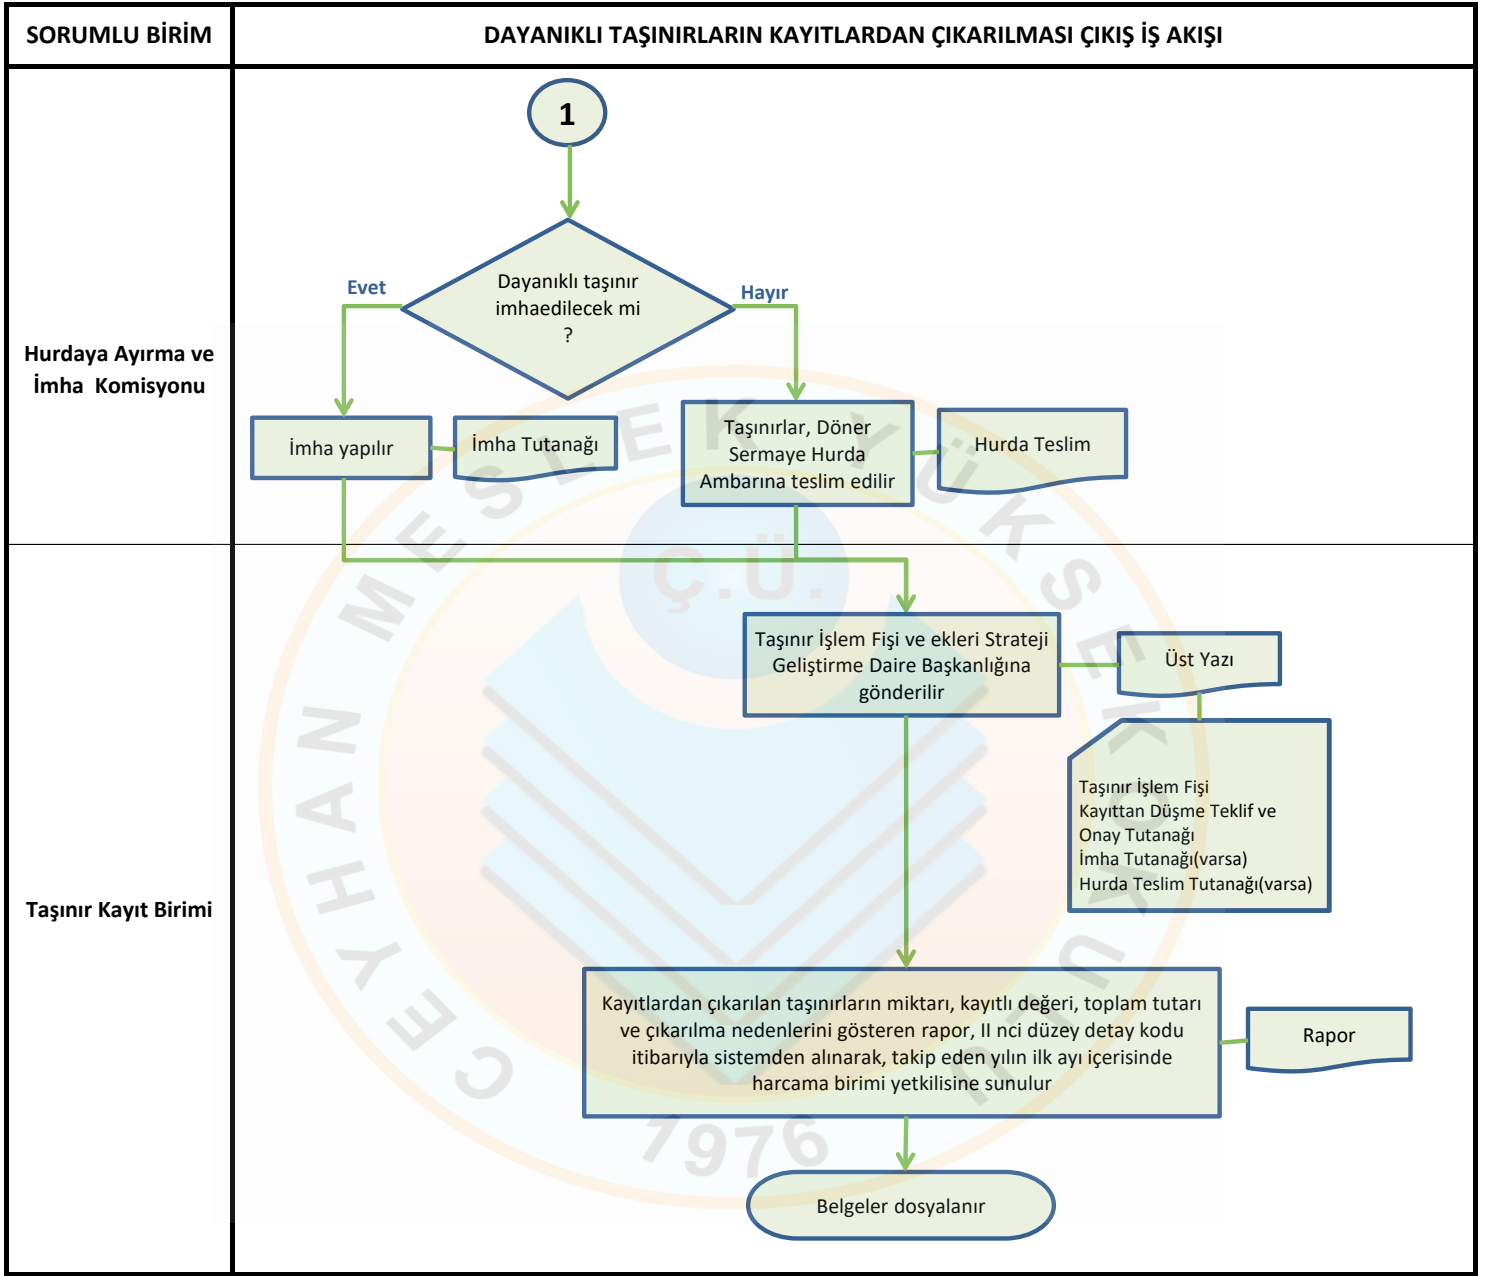 SORUMLU BİRİM
DAYANIKLI TAŞINIRLARIN KAYITLARDAN ÇIKARILMASI ÇIKIŞ İŞ AKIŞI
1
Dayanıklı taşınır
imhaedilecek mi
?
Evet
Hayır
Hurdaya Ayırma ve
İmha Komisyonu
İmha yapılır
İmha Tutanağı
Taşınırlar, Döner
Sermaye Hurda
Ambarına teslim edilir
Hurda Teslim
Taşınır İşlem Fişi ve ekleri Strateji
Geliştirme Daire Başkanlığına
gönderilir
Üst Yazı
Taşınır İşlem Fişi
Kayıttan Düşme Teklif ve
Onay Tutanağı
İmha Tutanağı(varsa)
Hurda Teslim Tutanağı(varsa)
Taşınır Kayıt Birimi
Kayıtlardan çıkarılan taşınırların miktarı, kayıtlı değeri, toplam tutarı
ve çıkarılma nedenlerini gösteren rapor, II nci düzey detay kodu
itibarıyla sistemden alınarak, takip eden yılın ilk ayı içerisinde
harcama birimi yetkilisine sunulur
Rapor
Belgeler dosyalanır
CEYHAN MESLEK YÜKSEKOKULU
Ç.Ü.
1976